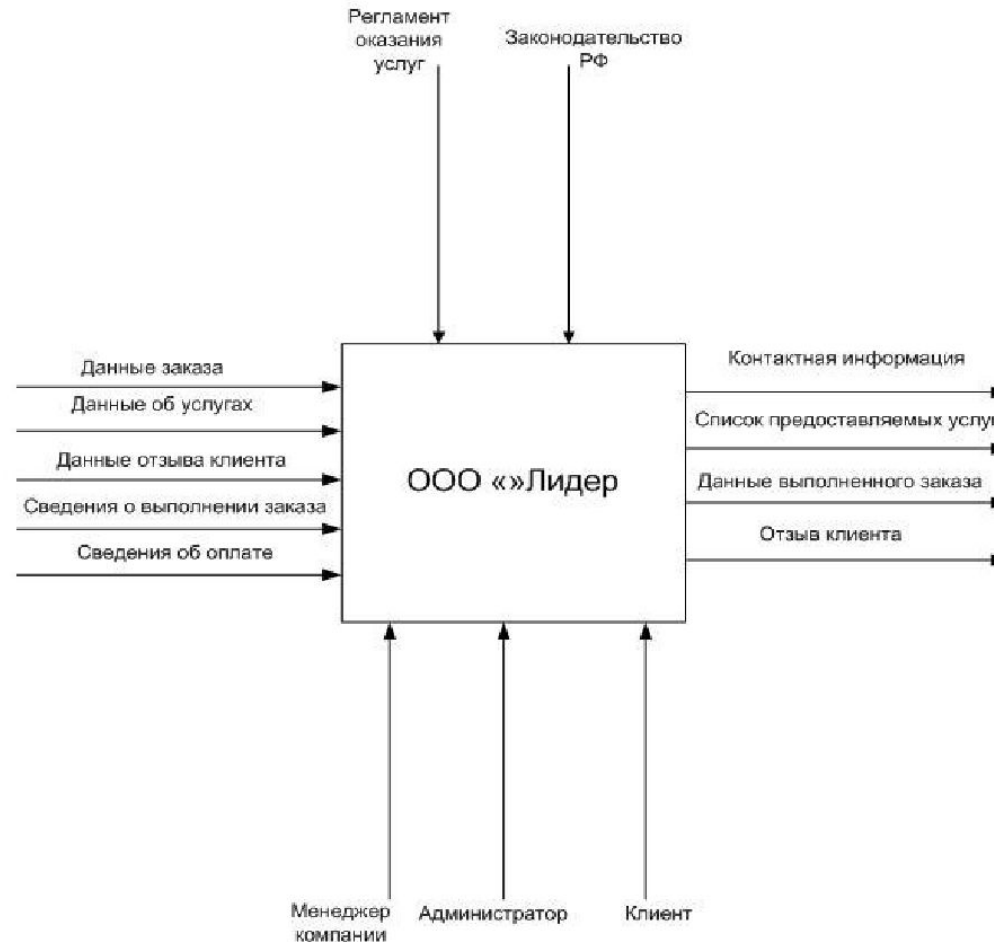 Регламент
оказания
услуг
Законодательство
РФ
Данные заказа
Данные об услугах
Данные отзыва клиента
Сведения о выполнении заказа
Сведения об оплате
ООО «»Лидер
Контактная информация
Список предоставляемых услуг
Данные выполненного заказа
Отзыв клиента
Менеджер
компании
Администратор
Клиент